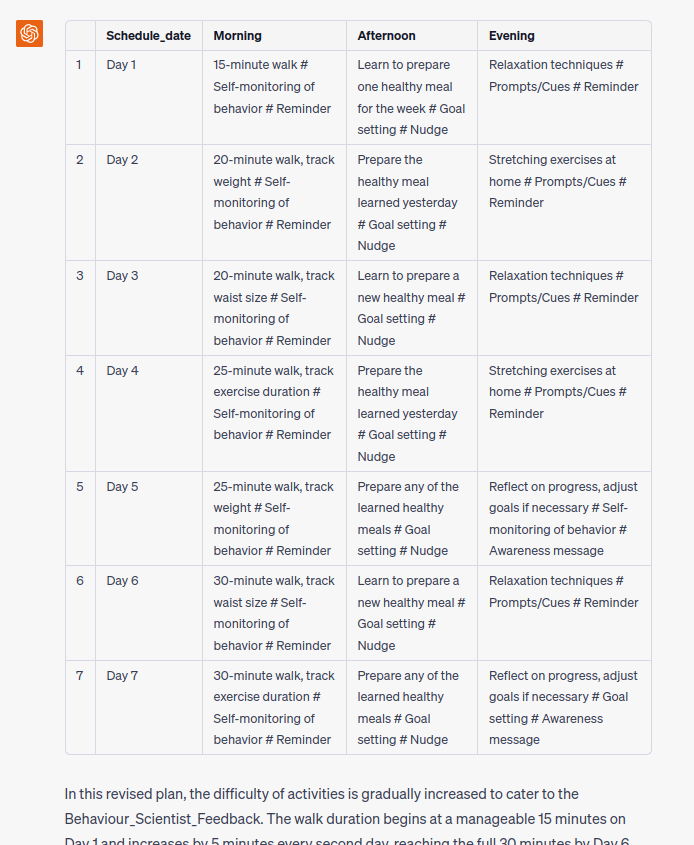 Schedule_date Morning Afternoon Evening
1 Day 1 15-minute walk # Learn to prepare Relaxation techniques #
Self-monitoring of one healthy meal Prompts/Cues # Reminder
behavior # Reminder for the week # Goal
setting # Nudge
2 Day 2 20-minute walk, track Prepare the Stretching exercises at
weight # Self- healthy meal home # Prompts/Cues #
monitoring of learned yesterday Reminder
behavior # Reminder # Goal setting #
Nudge
3 Day 3 20-minute walk, track Learn to prepare a Relaxation techniques #
waist size # Self- new healthy meal # Prompts/Cues # Reminder
monitoring of Goal setting #
behavior # Reminder Nudge
4 Day 4 25-minute walk, track Prepare the Stretching exercises at
exercise duration # healthy meal home # Prompts/Cues #
Self-monitoring of learned yesterday Reminder
behavior # Reminder # Goal setting #
Nudge
5 Day 5 25-minute walk, track Prepare any of the Reflect on progress, adjust
weight # Self- learned healthy goals if necessary # Self-
monitoring of meals # Goal monitoring of behavior #
behavior # Reminder setting # Nudge Awareness message
6 Day 6 30-minute walk, track Learn to prepare a Relaxation techniques #
waist size # Self- new healthy meal # Prompts/Cues # Reminder
monitoring of Goal setting #
behavior # Reminder Nudge
7 Day 7 30-minute walk, track Prepare any of the Reflect on progress, adjust
exercise duration # learned healthy goals if necessary # Goal
Self-monitoring of meals # Goal setting # Awareness
behavior # Reminder setting # Nudge message
In this revised plan, the difficulty of activities is gradually increased to cater to the
Behaviour_Scientist_Feedback. The walk duration begins at a manageable 15 minutes on
Day 1 and increases by 5 minutes every second day, reaching the full 30 minutes by Day 6